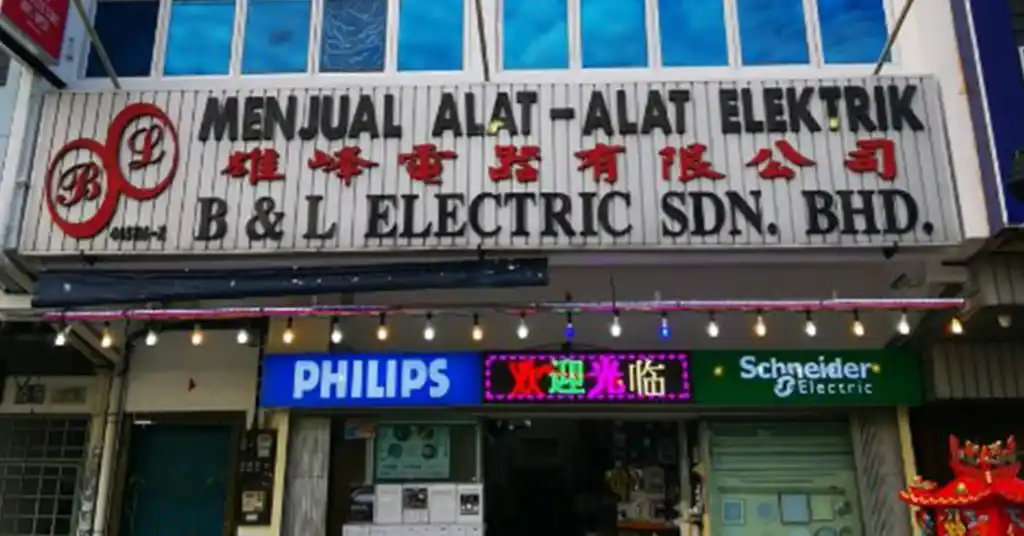 MENJUAL ALAT-ALAT ELEKTRIK
B L
雄峰電器有限公司
B & L ELECTRIC SDN. BHD.
PHILIPS
欢迎光临
Schneider
Electric